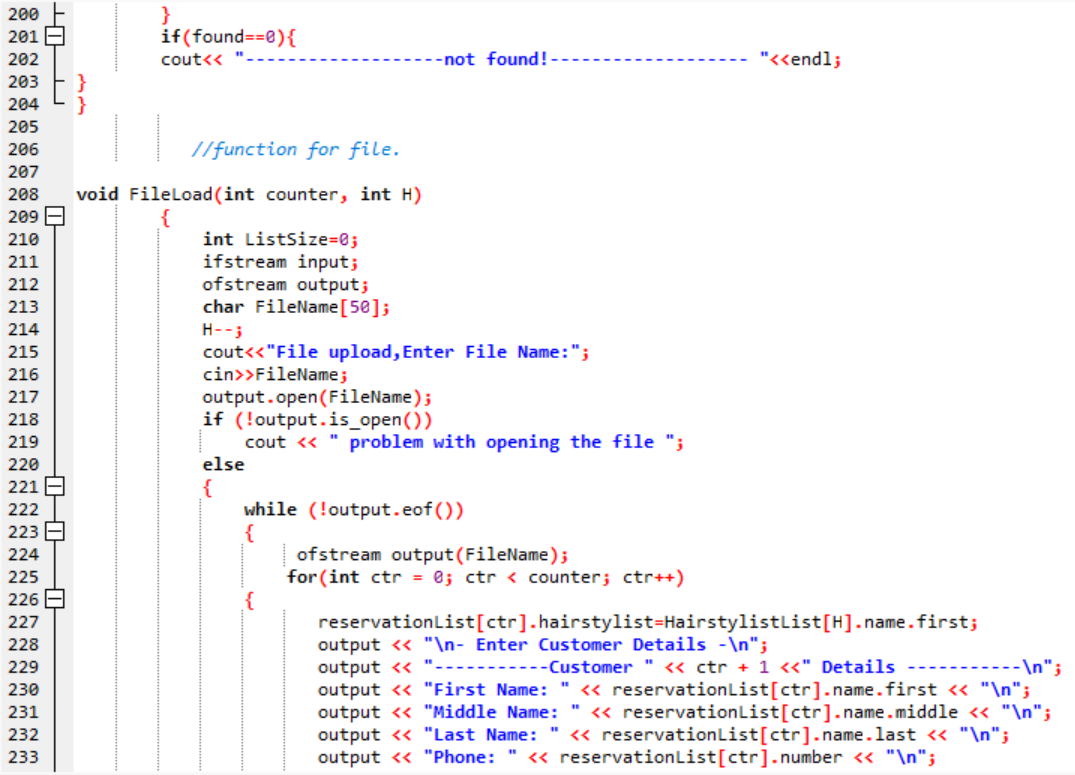 200 }
201 if(found==0){
202 cout<< "-------------------not found!------------------- "<<endl;
203 }
204 }
205
206 //function for file.
207
208 void FileLoad(int counter, int H)
209 {
210 int ListSize=0;
211 ifstream input;
212 ofstream output;
213 char FileName[50];
214 H--;
215 cout<<"File upload,Enter File Name:";
216 cin>>FileName;
217 output.open(FileName);
218 if (!output.is_open())
219 cout << " problem with opening the file ";
220 else
221 {
222 while (!output.eof())
223 {
224 ofstream output(FileName);
225 for(int ctr = 0; ctr < counter; ctr++)
226 {
227 reservationList[ctr].hairstylist=HairstylistList[H].name.first;
228 output << "\n- Enter Customer Details -\n";
229 output << "-----------Customer " << ctr + 1 <<" Details -----------\n";
230 output << "First Name: " << reservationList[ctr].name.first << "\n";
231 output << "Middle Name: " << reservationList[ctr].name.middle << "\n";
232 output << "Last Name: " << reservationList[ctr].name.last << "\n";
233 output << "Phone: " << reservationList[ctr].number << "\n";